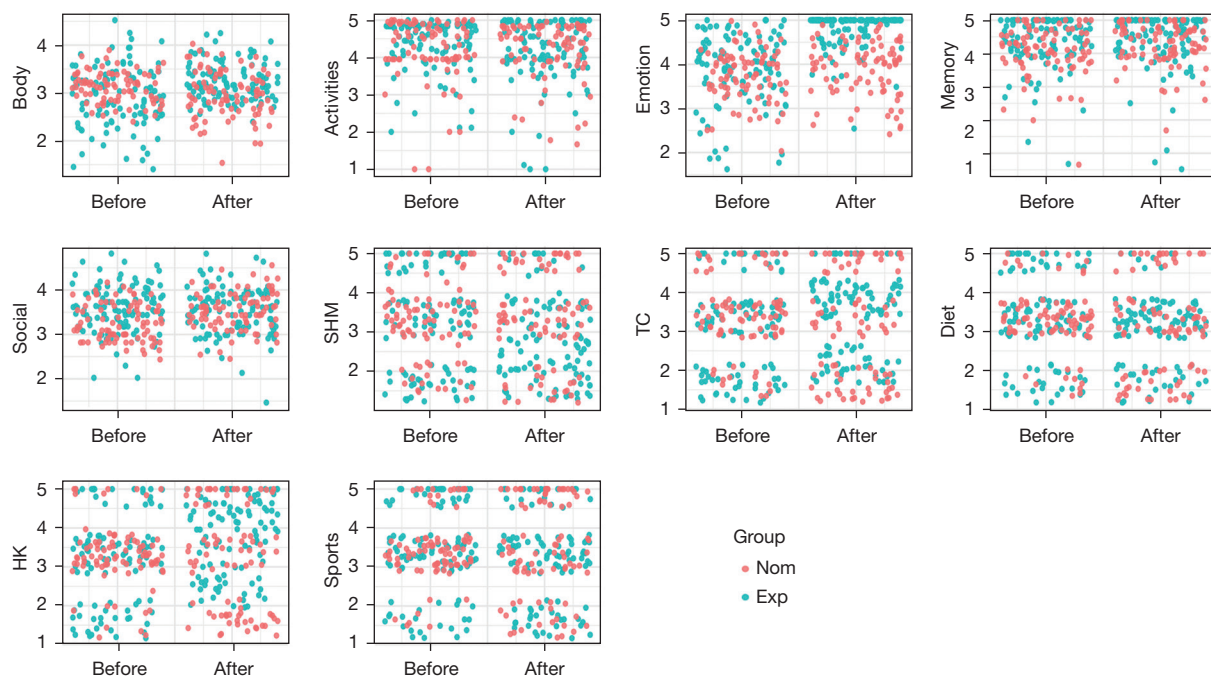 Body
4
3
2
Before After
Activities
5
4
3
2
1
Before After
Emotion
5
4
3
2
Before After
Memory
5
4
3
2
1
Before After
Social
4
3
2
Before After
SHM
5
4
3
2
Before After
TC
5
4
3
2
1
Before After
Diet
5
4
3
2
1
Before After
HK
5
4
3
2
1
Before After
Sports
5
4
3
2
1
Before After
Group
Nom
Exp